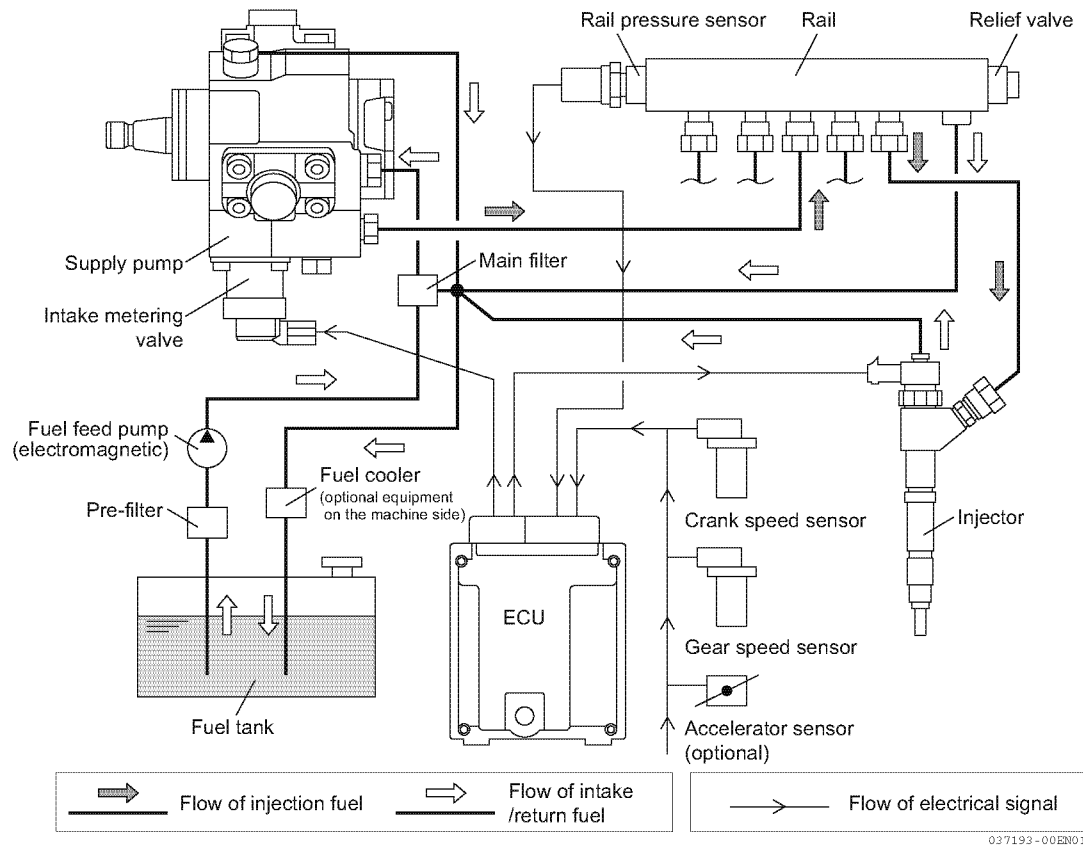 Rail pressure sensor
Rail
Relief valve
Supply pump
Main filter
Intake metering
valve
Fuel feed pump
(electromagnetic)
Fuel cooler
(optional equipment
on the machine side)
Pre-filter
Crank speed sensor
Injector
ECU
Gear speed sensor
Fuel tank
Accelerator sensor
(optional)
Flow of injection fuel
Flow of intake
/return fuel
Flow of electrical signal
037193-00EN01